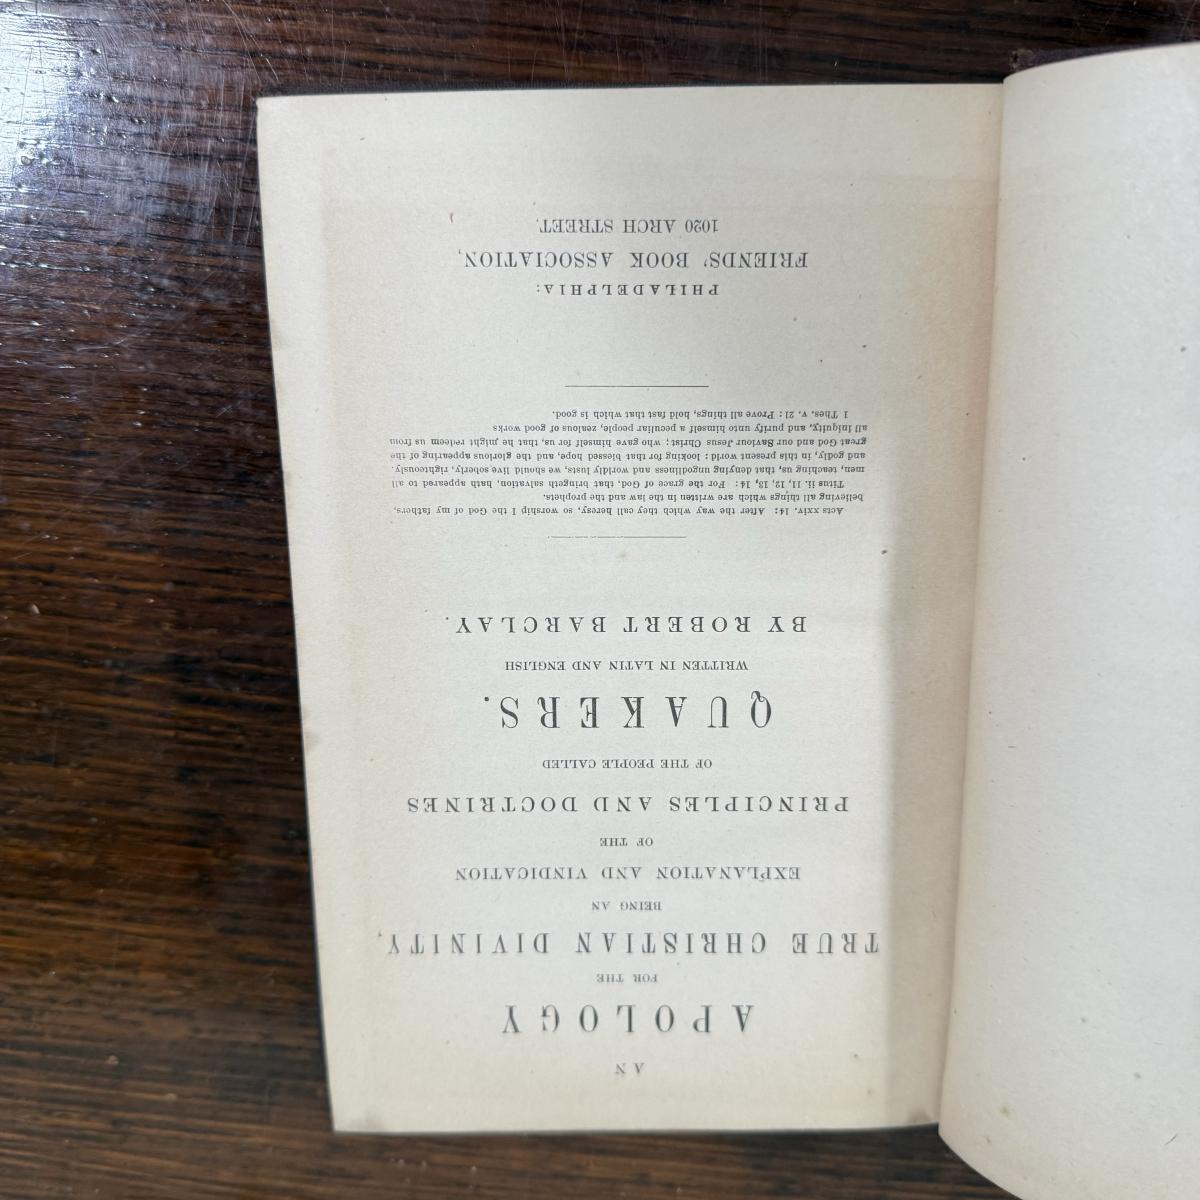 AN
APOLOGY
FOR THE
TRUE CHRISTIAN DIVINITY,
BEING AN
EXPLANATION AND VINDICATION
OF THE
PRINCIPLES AND DOCTRINES
OF THE PEOPLE CALLED
QUAKERS.
WRITTEN IN LATIN AND ENGLISH
BY ROBERT BARCLAY.
Acts xxiv. 14: After the way which they call heresy, so worship I the God of my fathers,
believing all things which are written in the law and the prophets.
Titus ii. 11, 12, 13, 14: For the grace of God, that bringeth salvation, hath appeared to all
men, teaching us, that denying ungodliness and worldly lusts, we should live soberly, righteously,
and godly, in this present world: looking for that blessed hope, and the glorious appearing of the
great God and our Saviour Jesus Christ; who gave himself for us, that he might redeem us from
all iniquity, and purify unto himself a peculiar people, zealous of good works
1 Thes. v. 21: Prove all things, hold fast that which is good.
PHILADELPHIA:
FRIENDS' BOOK ASSOCIATION,
1020 ARCH STREET.